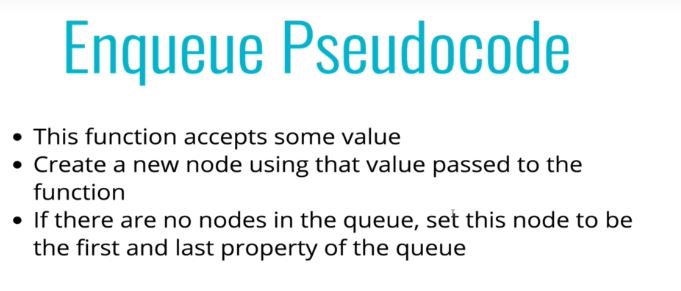 Enqueue Pseudocode
• This function accepts some value
• Create a new node using that value passed to the
function
• If there are no nodes in the queue, set this node to be
the first and last property of the queue